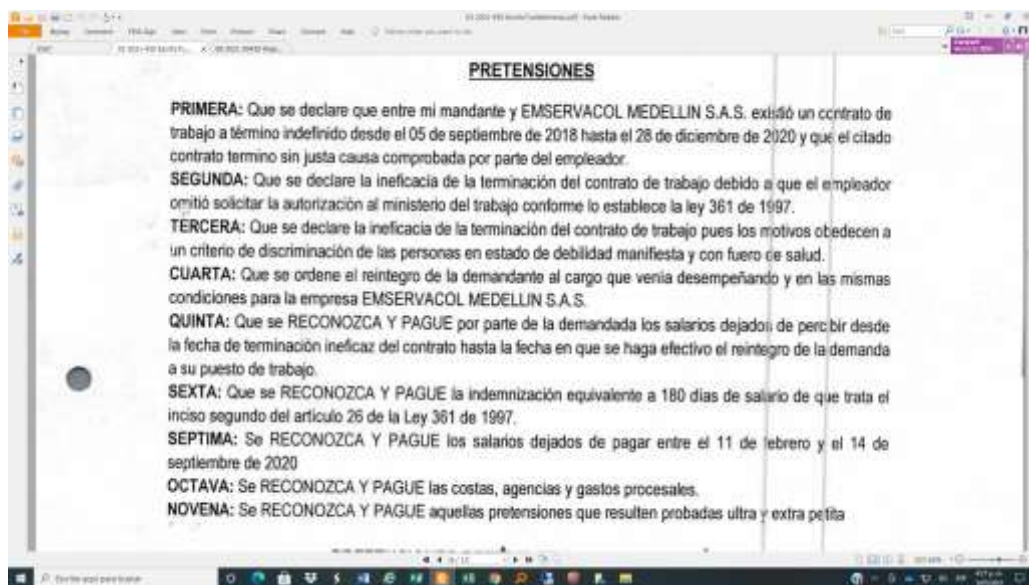 PRETENSIONES
PRIMERA: Que se declare que entre mi mandante y EMSERVACOL MEDELLIN S.A.S. existió un contrato de
trabajo a término indefinido desde el 05 de septiembre de 2018 hasta el 28 de diciembre de 2020 y que el citado
contrato termino sin justa causa comprobada por parte del empleador.
SEGUNDA: Que se declare la ineficacia de la terminación del contrato de trabajo debido a que el empleador
omitió solicitar la autorización al ministerio del trabajo conforme lo establece la ley 361 de 1997.
TERCERA: Que se declare la ineficacia de la terminación del contrato de trabajo pues los motivos obedecen a
un criterio de discriminación de las personas en estado de debilidad manifiesta y con fuero de salud.
CUARTA: Que se ordene el reintegro de la demandante al cargo que venia desempeñando y en las mismas
condiciones para la empresa EMSERVACOL MEDELLIN S.A.S.
QUINTA: Que se RECONOZCA Y PAGUE por parte de la demandada los salarios dejados de percibir desde
la fecha de terminación ineficaz del contrato hasta la fecha en que se haga efectivo el reintegro de la demanda
a su puesto de trabajo.
SEXTA: Que se RECONOZCA Y PAGUE la indemnización equivalente a 180 días de salario de que trata el
inciso segundo del articulo 26 de la Ley 361 de 1997.
SEPTIMA: Se RECONOZCA Y PAGUE los salarios dejados de pagar entre el 11 de febrero y el 14 de
septiembre de 2020
OCTAVA: Se RECONOZCA Y PAGUE las costas, agencias y gastos procesales.
NOVENA: Se RECONOZCA Y PAGUE aquellas pretensiones que resulten probadas ultra y extra petita